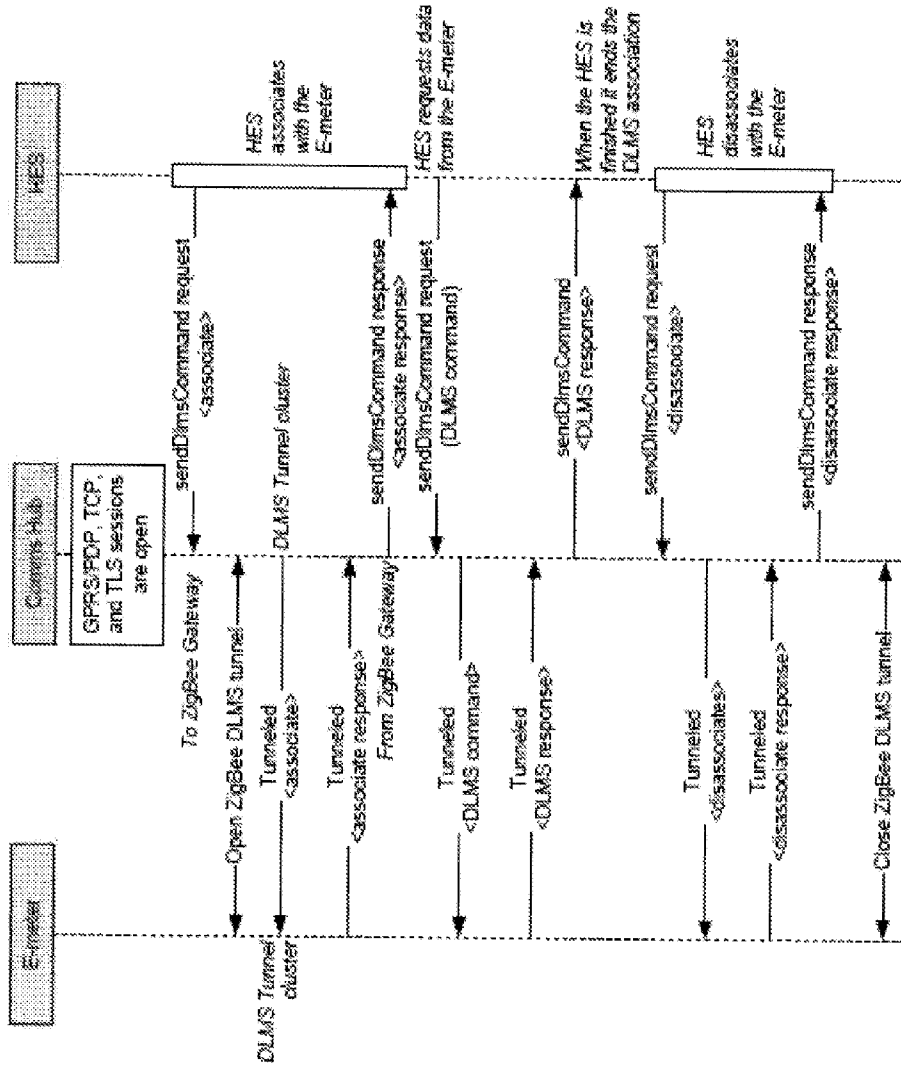 E-meter
Comms Hub
HES
GPRS/PDP, TCP,
and TLS sessions
are open
HES
associates
with the
E-meter
sendDlmsCommand request
<associate>
To ZigBee Gateway
Open ZigBee DLMS tunnel
DLMS Tunnel cluster
DLMS Tunnel
cluster
Tunneled
<associate>
Tunneled
<associate response>
From ZigBee Gateway
sendDlmsCommand response
<associate response>
HES requests data
from the E-meter
sendDlmsCommand request
(DLMS command)
Tunneled
<DLMS command>
Tunneled
<DLMS response>
sendDlmsCommand
<DLMS response>
When the HES is
finished it ends the
DLMS association
sendDlmsCommand request
<disassociate>
HES
disassociates
with the
E-meter
Tunneled
<disassociates>
Tunneled
<disassociate response>
sendDlmsCommand response
<disassociate response>
Close ZigBee DLMS tunnel